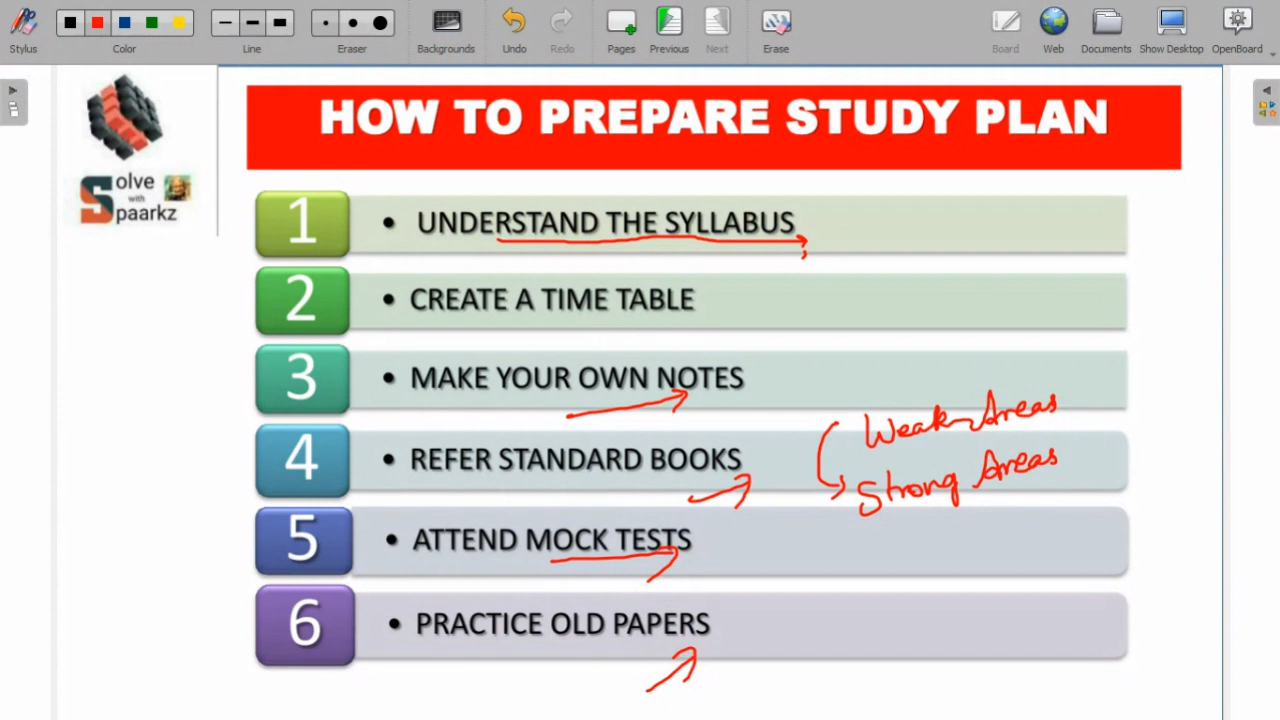 Stylus
Color
Line
Eraser
Backgrounds
Undo
Redo
Pages
Previous
Next
Erase
Board
Web
Documents
Show Desktop
OpenBoard
Solve
with
Spaarkz
HOW TO PREPARE STUDY PLAN
1 • UNDERSTAND THE SYLLABUS
2 • CREATE A TIME TABLE
3 • MAKE YOUR OWN NOTES
Weak Areas
4 • REFER STANDARD BOOKS
Strong Areas
5 • ATTEND MOCK TESTS
6 • PRACTICE OLD PAPERS